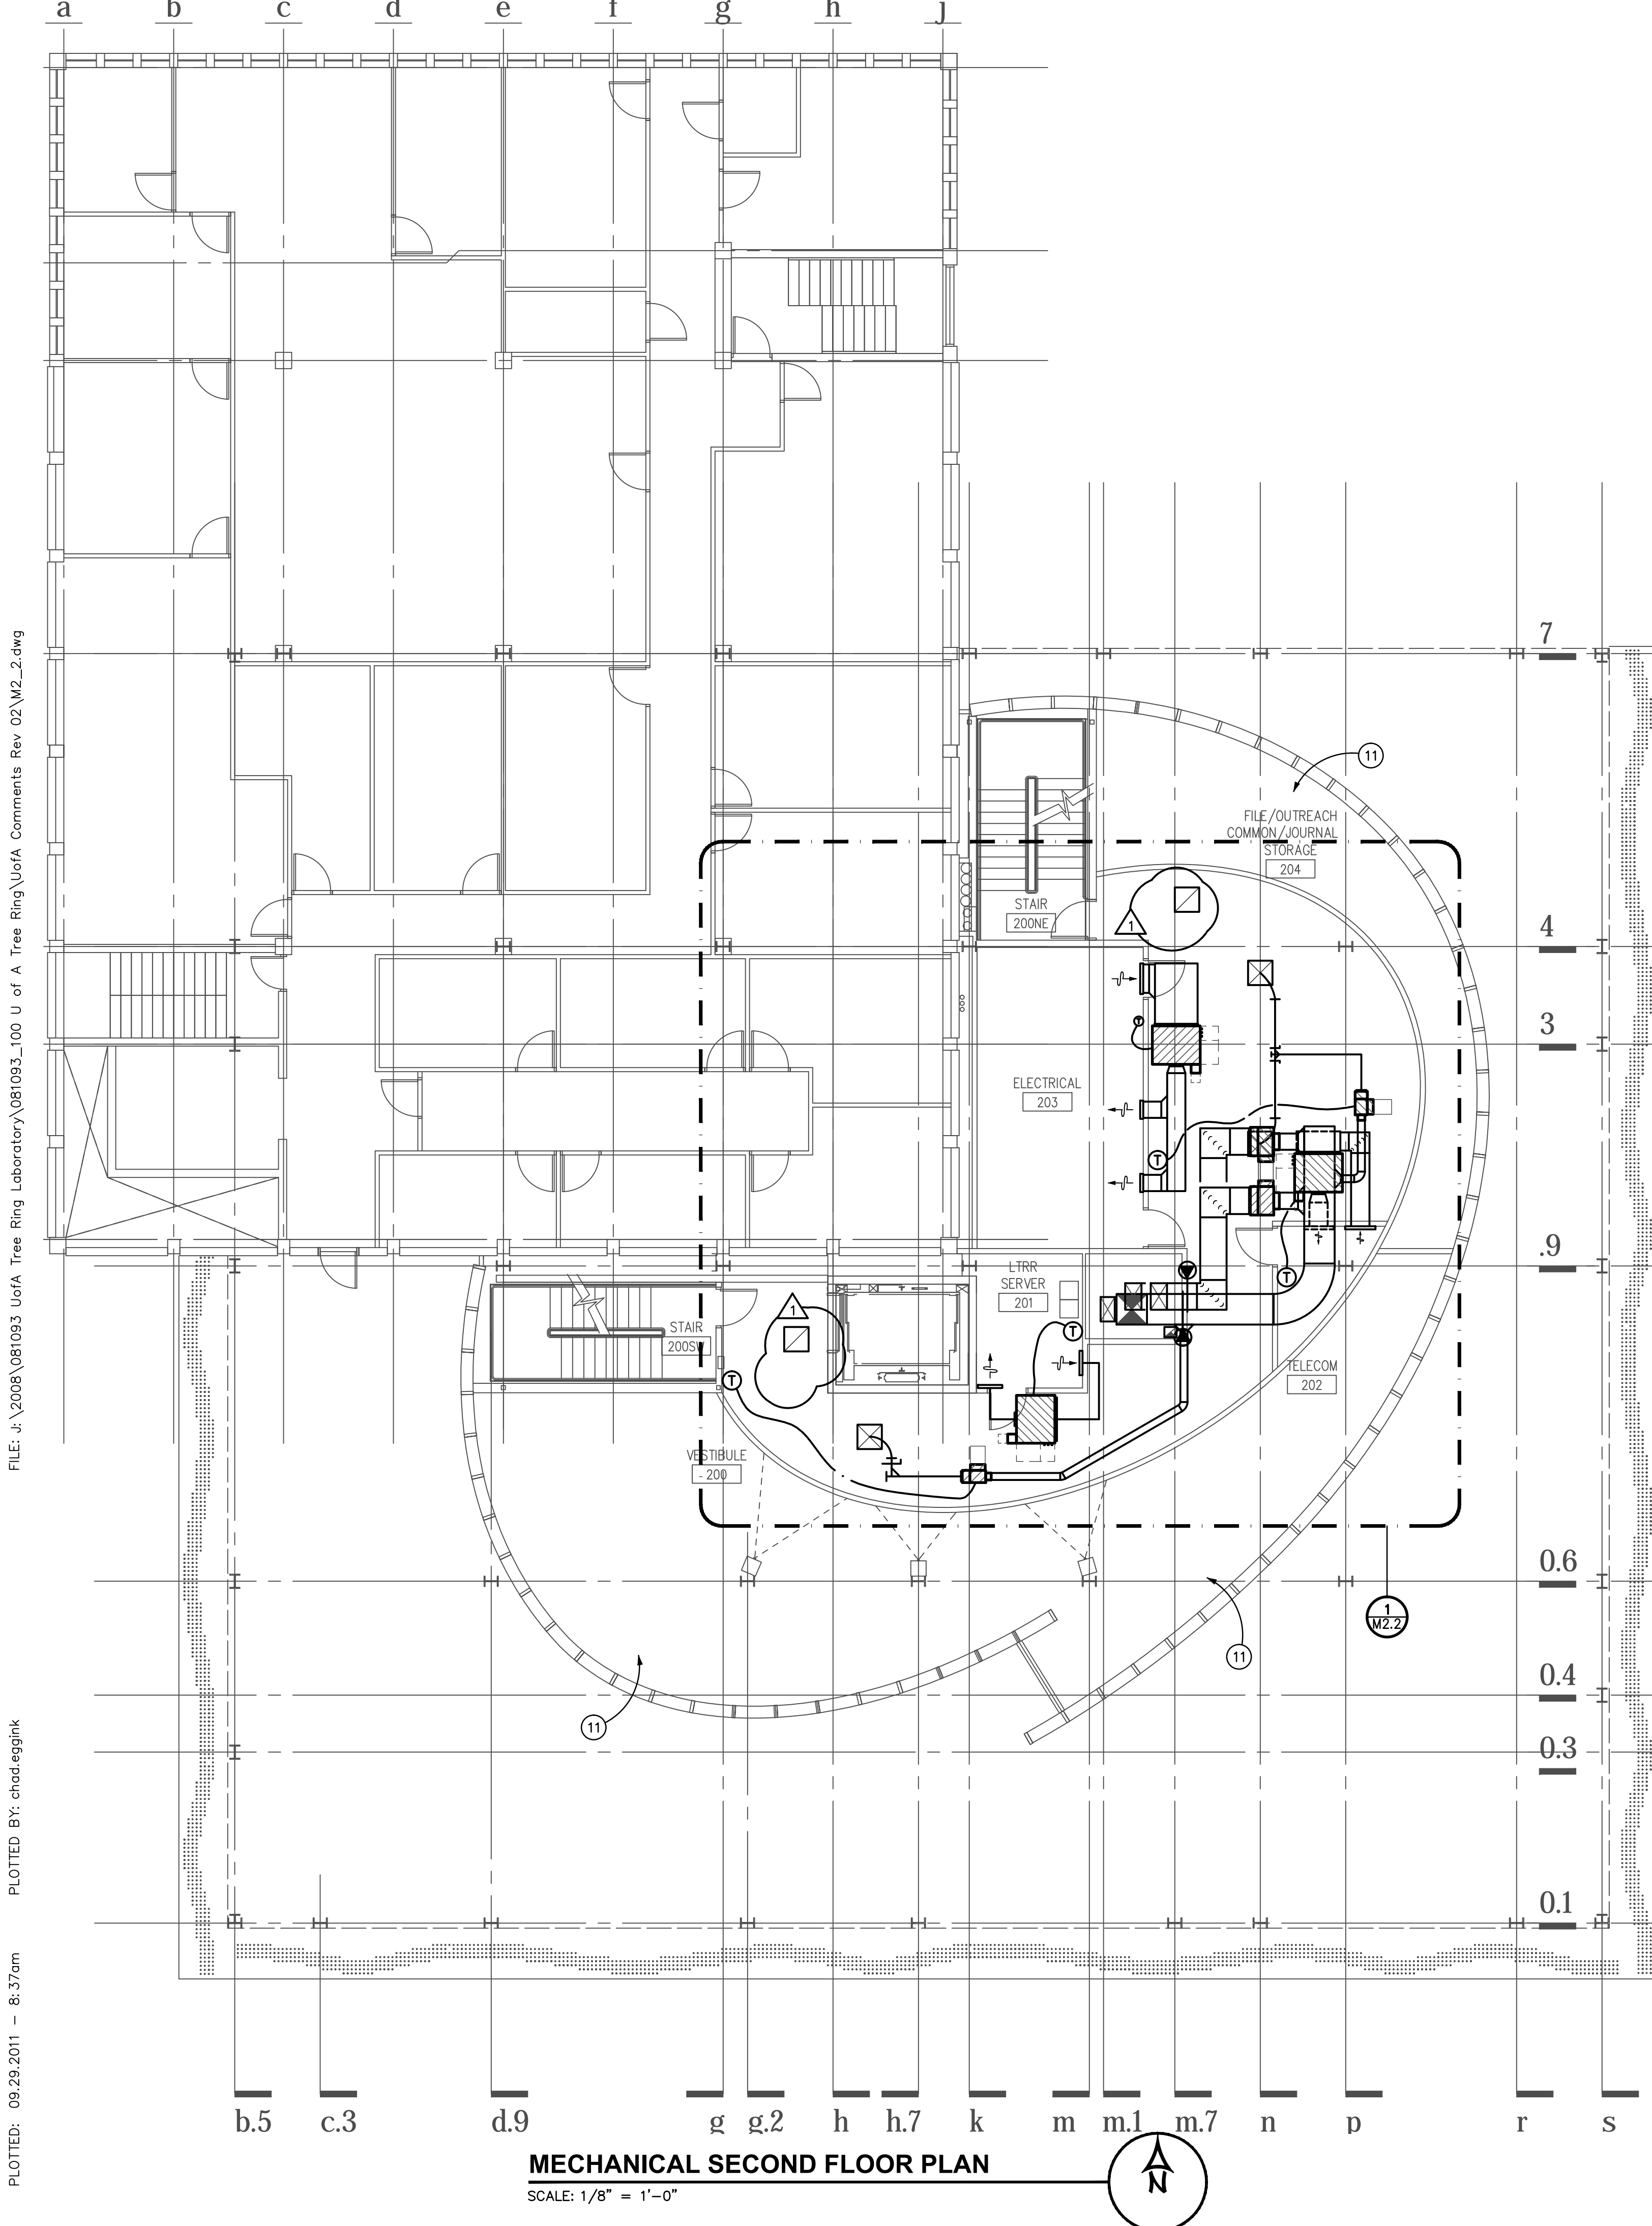 a b c d e f g h j
7
11
FILE/OUTREACH
COMMON/JOURNAL
STORAGE
204
STAIR
200NE
1
4
3
T
ELECTRICAL
203
T
.9
LTRR
SERVER
201
T
T
1
STAIR
200SW
T
TELECOM
202
VESTIBULE
200
0.6
1
M2.2
11
0.4
11
0.3
0.1
b.5 c.3 d.9 g g.2 h h.7 k m m.1 m.7 n p r s
MECHANICAL SECOND FLOOR PLAN
SCALE: 1/8" = 1'-0"
N
FILE: J:\2008\081093 UofA Tree Ring Laboratory\081093_100 U of A Tree Ring\UofA Comments Rev 02\M2_2.dwg
PLOTTED BY: chad.eggink
PLOTTED: 09.29.2011 - 8:37am